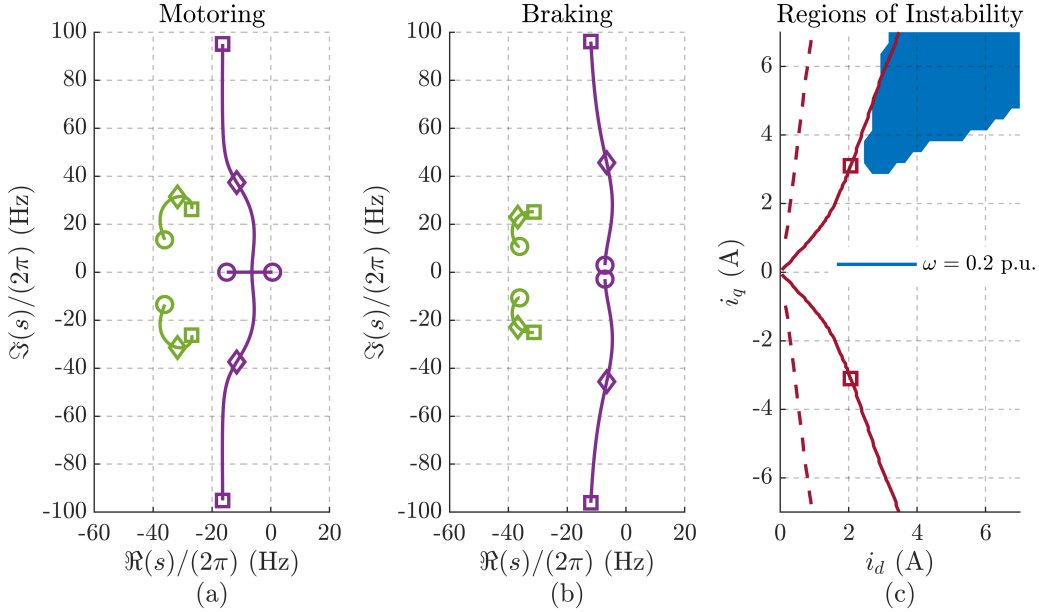 Motoring
100
80
60
40
20
0
-20
-40
-60
-80
-100
-60 -40 -20 0 20
ℑ(s)/(2π) (Hz)
ℜ(s)/(2π) (Hz)
(a)
Braking
100
80
60
40
20
0
-20
-40
-60
-80
-100
-60 -40 -20 0 20
ℑ(s)/(2π) (Hz)
ℜ(s)/(2π) (Hz)
(b)
Regions of Instability
6
4
2
0
-2
-4
-6
0 2 4 6
i_q (A)
ω = 0.2 p.u.
i_d (A)
(c)